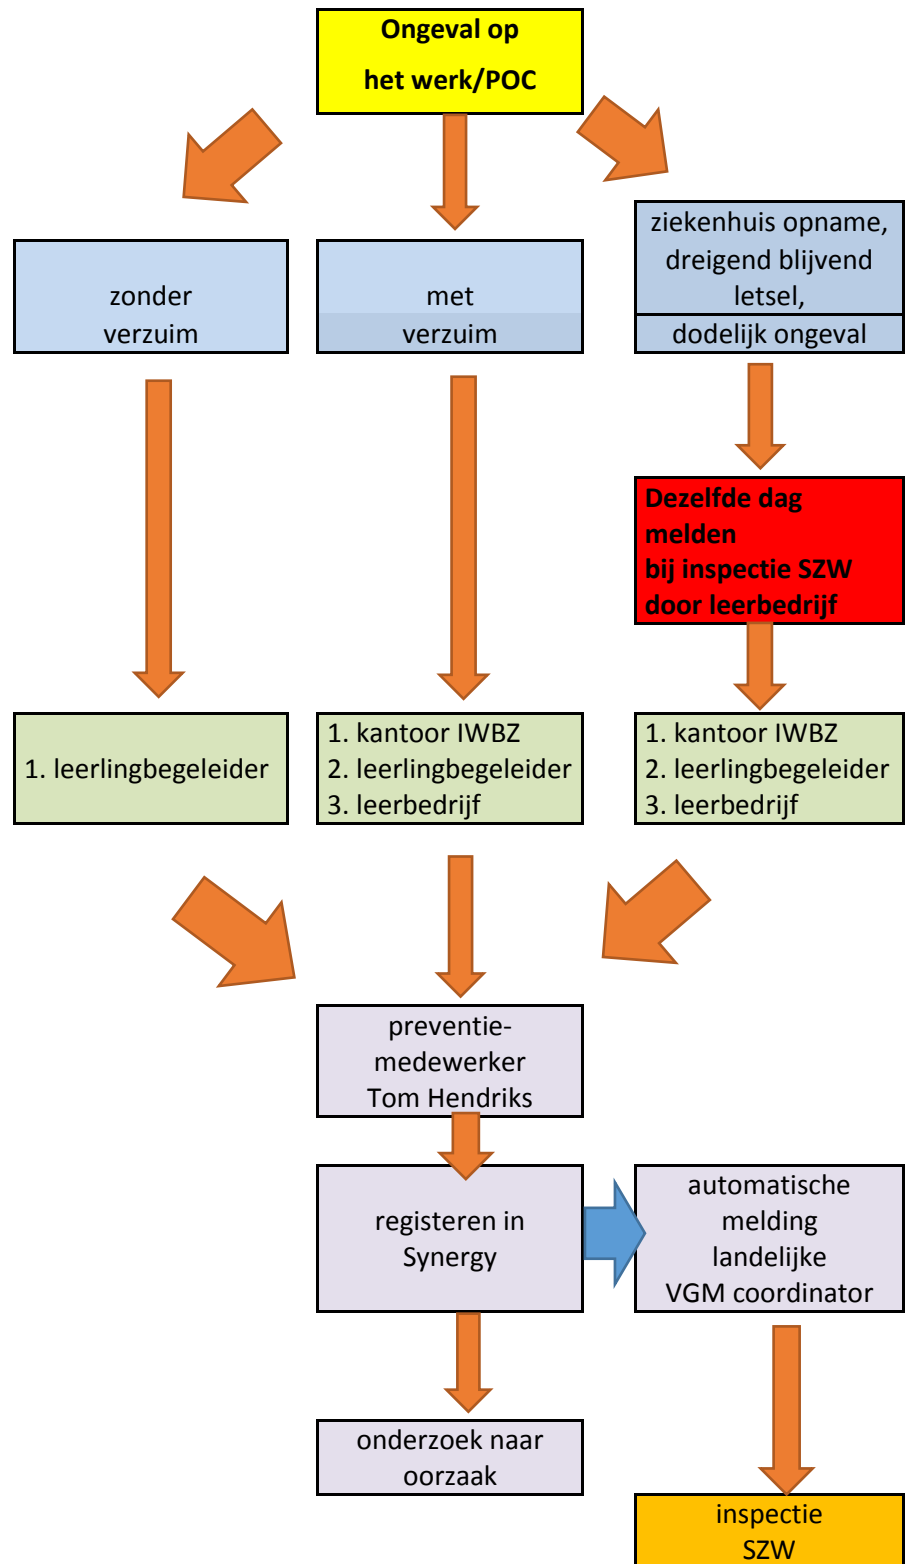 Ongeval op
het werk/POC
zonder
verzuim
met
verzuim
ziekenhuis opname,
dreigend blijvend
letsel,
dodelijk ongeval
Dezelfde dag
melden
bij inspectie SZW
door leerbedrijf
1. leerlingbegeleider
1. kantoor IWBZ
2. leerlingbegeleider
3. leerbedrijf
1. kantoor IWBZ
2. leerlingbegeleider
3. leerbedrijf
preventie-
medewerker
Tom Hendriks
registeren in
Synergy
automatische
melding
landelijke
VGM coordinator
onderzoek naar
oorzaak
inspectie
SZW